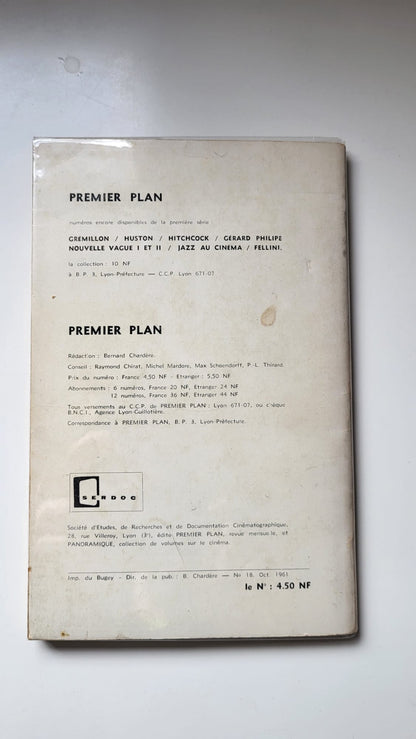 PREMIER PLAN
numéros encore disponibles de la première série
GREMILLON / HUSTON / HITCHCOCK / GERARD PHILIPE
NOUVELLE VAGUE I ET II / JAZZ AU CINEMA / FELLINI.
la collection : 10 NF
à B. P. 3, Lyon-Préfecture — C.C.P. Lyon 671-07
PREMIER PLAN
Rédaction : Bernard Chardère.
Conseil : Raymond Chirat, Michel Mardore, Max Schoendorff, P.-L. Thirard.
Prix du numéro : France 4,50 NF - Etranger : 5,50 NF
Abonnements : 6 numéros, France 20 NF, Etranger 24 NF
12 numéros, France 36 NF, Etranger 44 NF
Tous versements au C.C.P. de PREMIER PLAN : Lyon 671-07, ou chèque
B.N.C.I., Agence Lyon-Guillotière.
Correspondance à PREMIER PLAN, B. P. 3, Lyon-Préfecture.
SERDOC
Société d'Etudes, de Recherches et de Documentation Cinématographique,
28, rue Villeroy, Lyon (3e), édite PREMIER PLAN, revue mensuelle, et
PANORAMIQUE, collection de volumes sur le cinéma.
Imp. du Bugey - Dir. de la pub. : B. Chardère — No 18, Oct. 1961
le N° : 4.50 NF